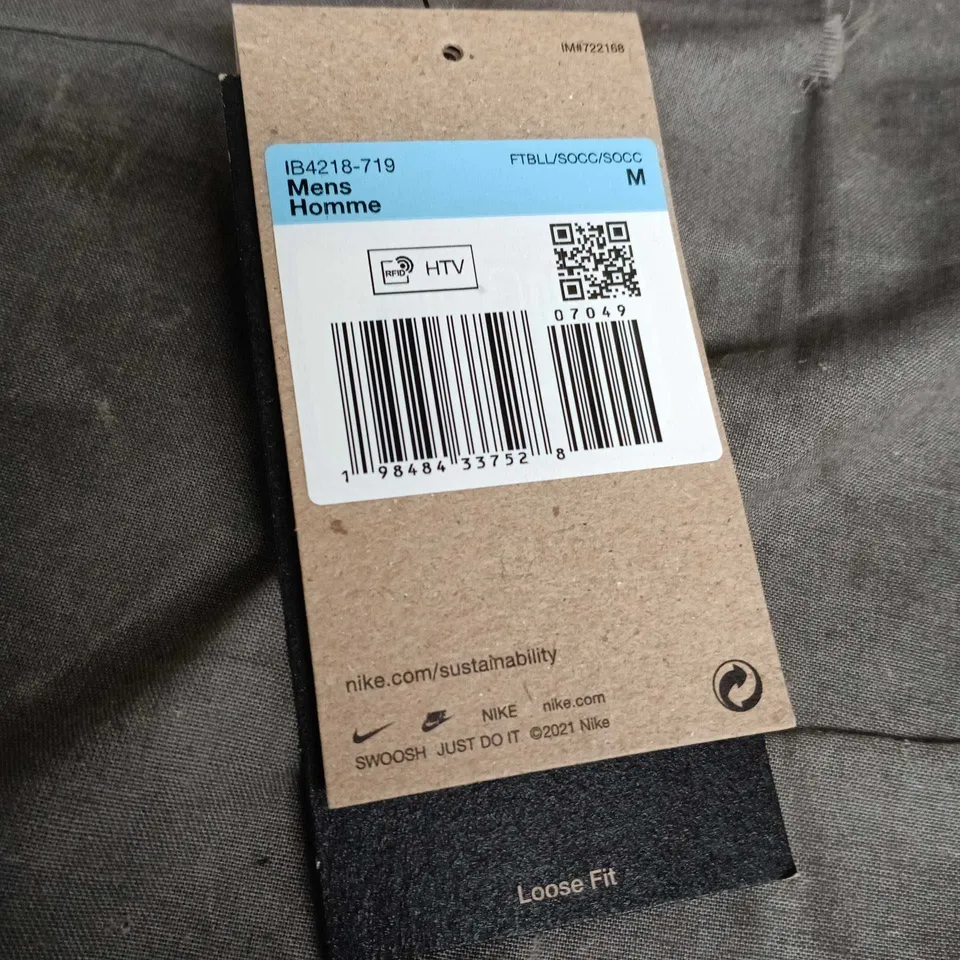 IM#722168
IB4218-719 FTBLL/SOCC/SOCC
Mens M
Homme
RFID HTV
07049
1 98484 33752 8
nike.com/sustainability
NIKE nike.com
SWOOSH JUST DO IT ©2021 Nike
Loose Fit